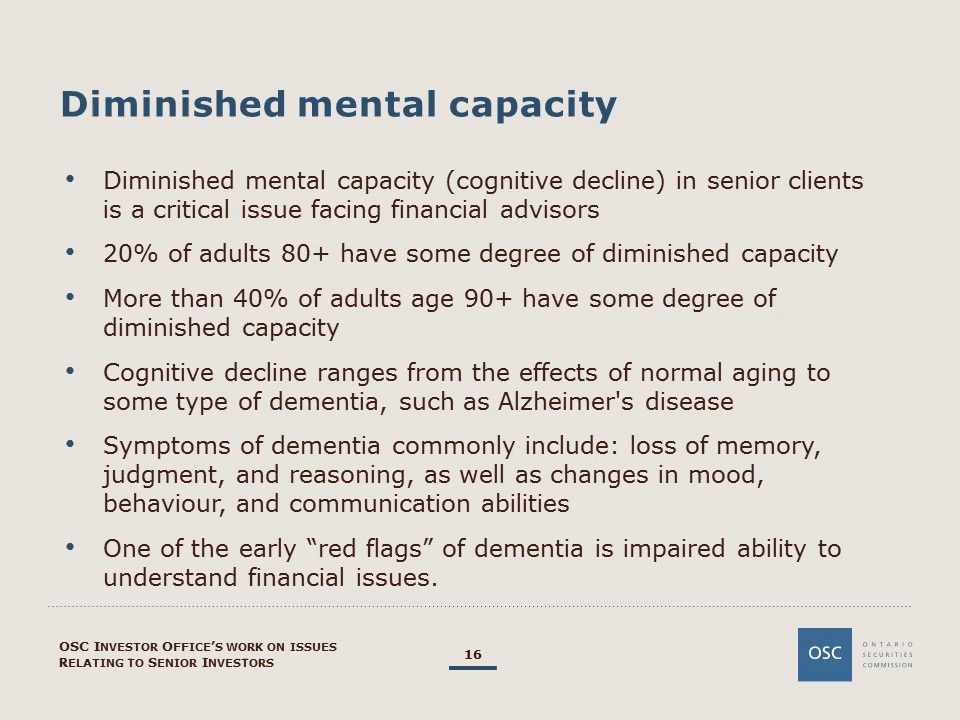 Diminished mental capacity
• Diminished mental capacity (cognitive decline) in senior clients
is a critical issue facing financial advisors
• 20% of adults 80+ have some degree of diminished capacity
• More than 40% of adults age 90+ have some degree of
diminished capacity
• Cognitive decline ranges from the effects of normal aging to
some type of dementia, such as Alzheimer's disease
• Symptoms of dementia commonly include: loss of memory,
judgment, and reasoning, as well as changes in mood,
behaviour, and communication abilities
• One of the early “red flags” of dementia is impaired ability to
understand financial issues.
OSC INVESTOR OFFICE’S WORK ON ISSUES
RELATING TO SENIOR INVESTORS
16
OSC
ONTARIO
SECURITIES
COMMISSION